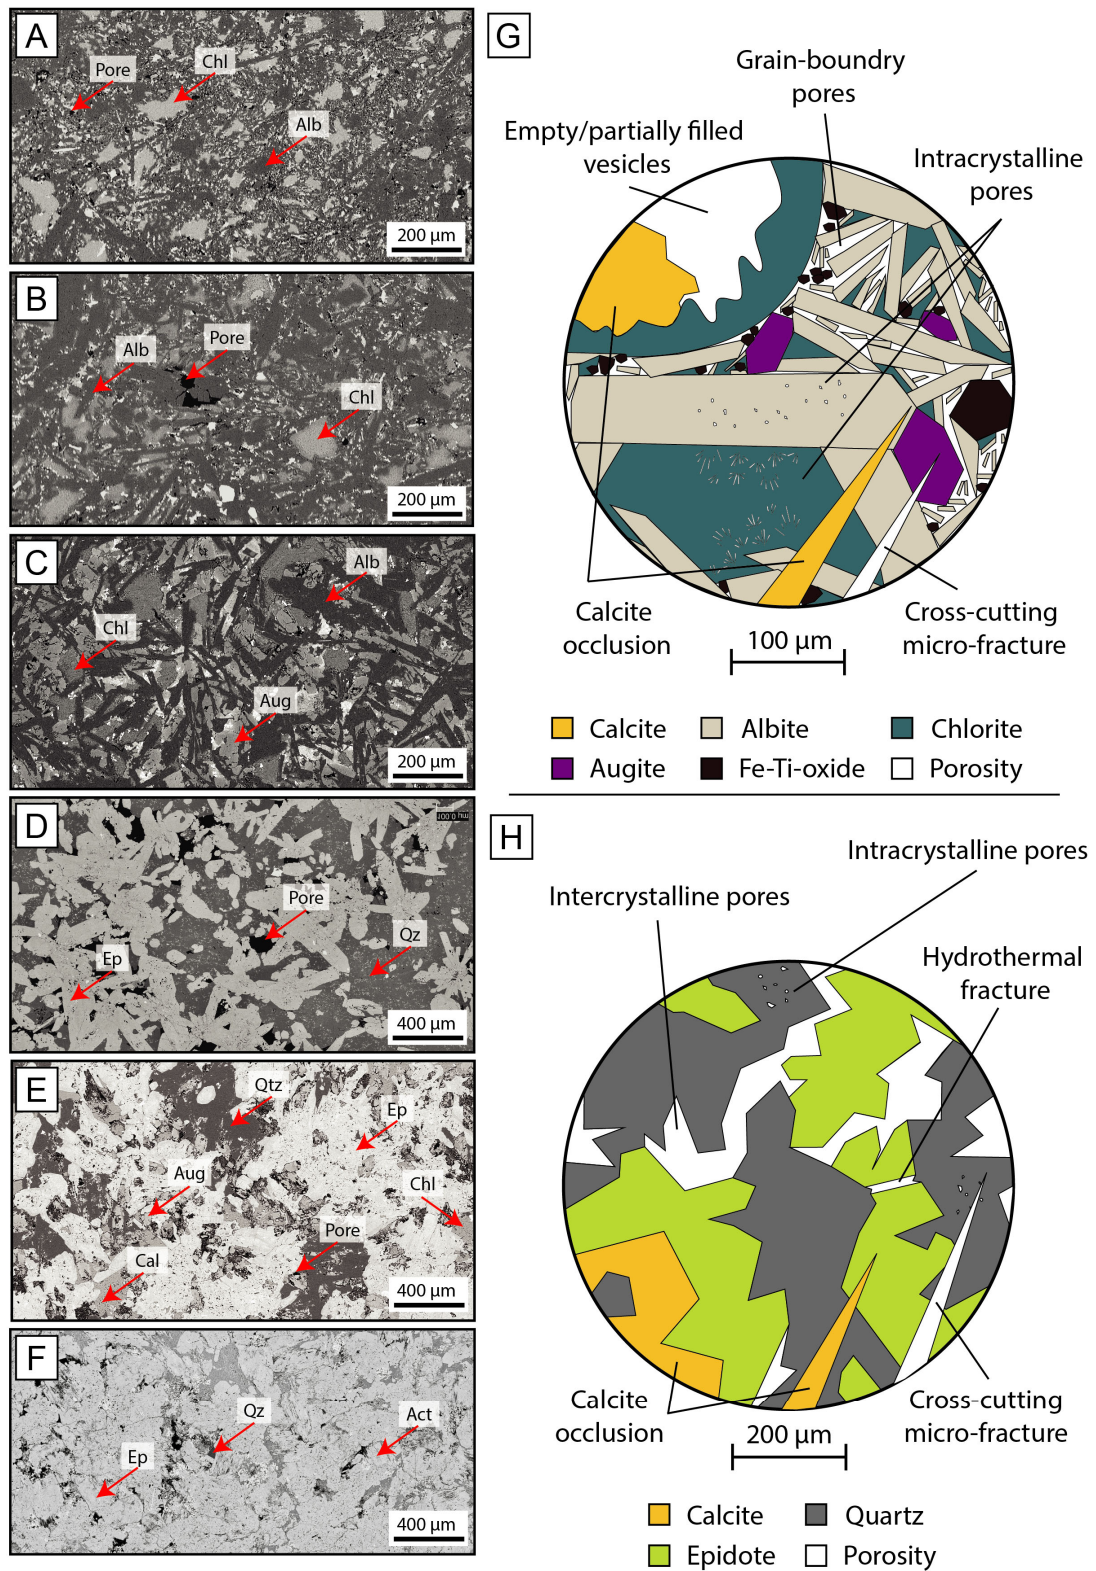 A
Pore
Chl
Alb
200 µm
B
Alb
Pore
Chl
200 µm
C
Alb
Chl
Aug
200 µm
D
Pore
Qz
Ep
400 µm
E
Qtz
Ep
Aug
Chl
Pore
Cal
400 µm
F
Qz
Act
Ep
400 µm
G
Grain-boundry
pores
Empty/partially filled
vesicles
Intracrystalline
pores
Calcite
occlusion
Cross-cutting
micro-fracture
100 µm
Calcite
Albite
Chlorite
Augite
Fe-Ti-oxide
Porosity
H
Intracrystalline pores
Intercrystalline pores
Hydrothermal
fracture
Calcite
occlusion
Cross-cutting
micro-fracture
200 µm
Calcite
Quartz
Epidote
Porosity